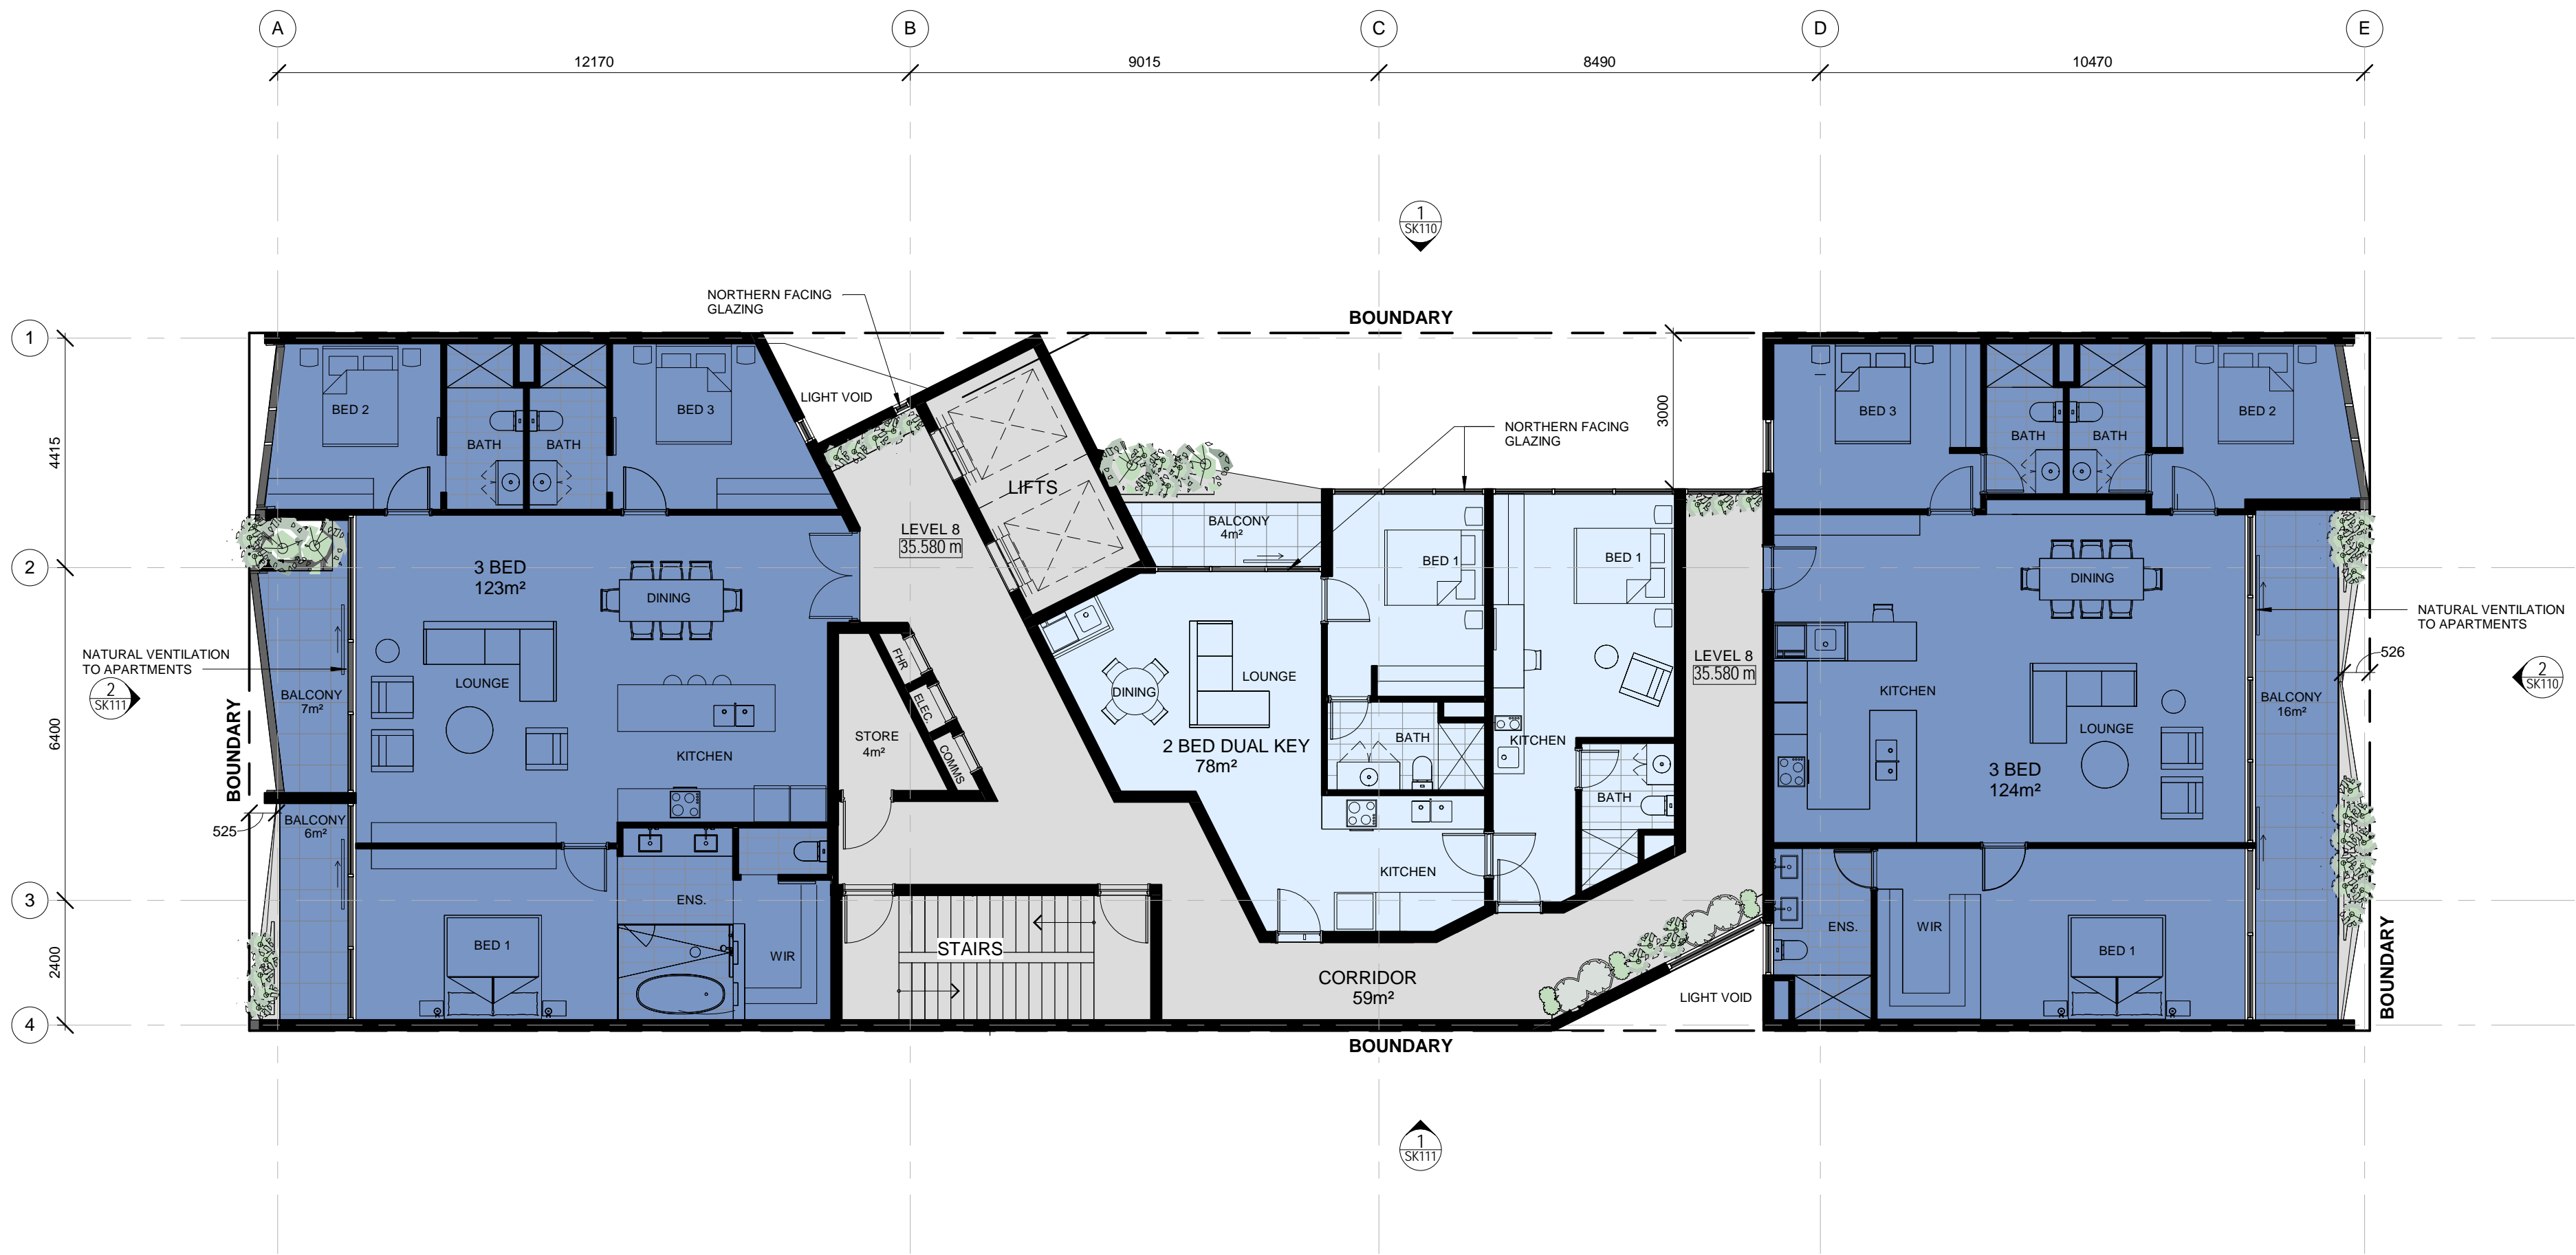 A
B
C
D
E
12170
9015
8490
10470
1
SK110
NORTHERN FACING
GLAZING
BOUNDARY
1
LIGHT VOID
3000
BED 2
BATH
BATH
BED 3
4415
NORTHERN FACING
GLAZING
BED 3
BATH
BATH
BED 2
LIFTS
LEVEL 8
35.580 m
BALCONY
4m²
BED 1
BED 1
2
3 BED
123m²
DINING
DINING
NATURAL VENTILATION
TO APARTMENTS
NATURAL VENTILATION
TO APARTMENTS
526
2
SK111
2
SK110
LOUNGE
BALCONY
7m²
BOUNDARY
6400
FHR
ELEC.
COMMS
STORE
4m²
KITCHEN
DINING
LOUNGE
2 BED DUAL KEY
78m²
BATH
KITCHEN
LEVEL 8
35.580 m
KITCHEN
LOUNGE
BALCONY
16m²
3 BED
124m²
525
BALCONY
6m²
BATH
KITCHEN
3
ENS.
BED 1
WIR
STAIRS
CORRIDOR
59m²
LIGHT VOID
ENS.
WIR
BED 1
BOUNDARY
2400
4
BOUNDARY
1
SK111